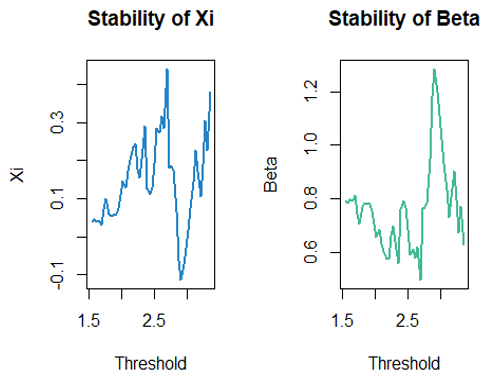 Stability of Xi
Xi
-0.1
0.1
0.3
1.5
2.5
Threshold
Stability of Beta
Beta
0.6
0.8
1.0
1.2
1.5
2.5
Threshold